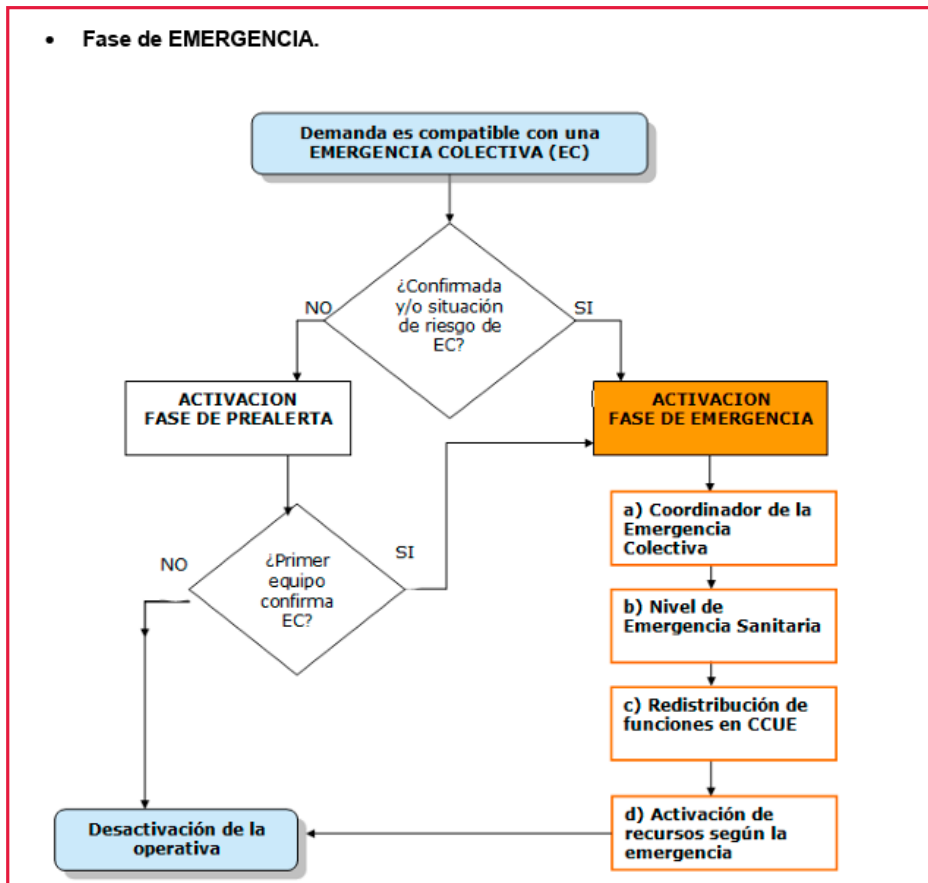 • Fase de EMERGENCIA.
Demanda es compatible con una
EMERGENCIA COLECTIVA (EC)
¿Confirmada
y/o situación
de riesgo de
EC?
NO
SI
ACTIVACION
FASE DE PREALERTA
ACTIVACION
FASE DE EMERGENCIA
a) Coordinador de la
Emergencia
Colectiva
¿Primer
equipo
confirma
EC?
NO
SI
b) Nivel de
Emergencia Sanitaria
c) Redistribución de
funciones en CCUE
d) Activación de
recursos según la
emergencia
Desactivación de la
operativa